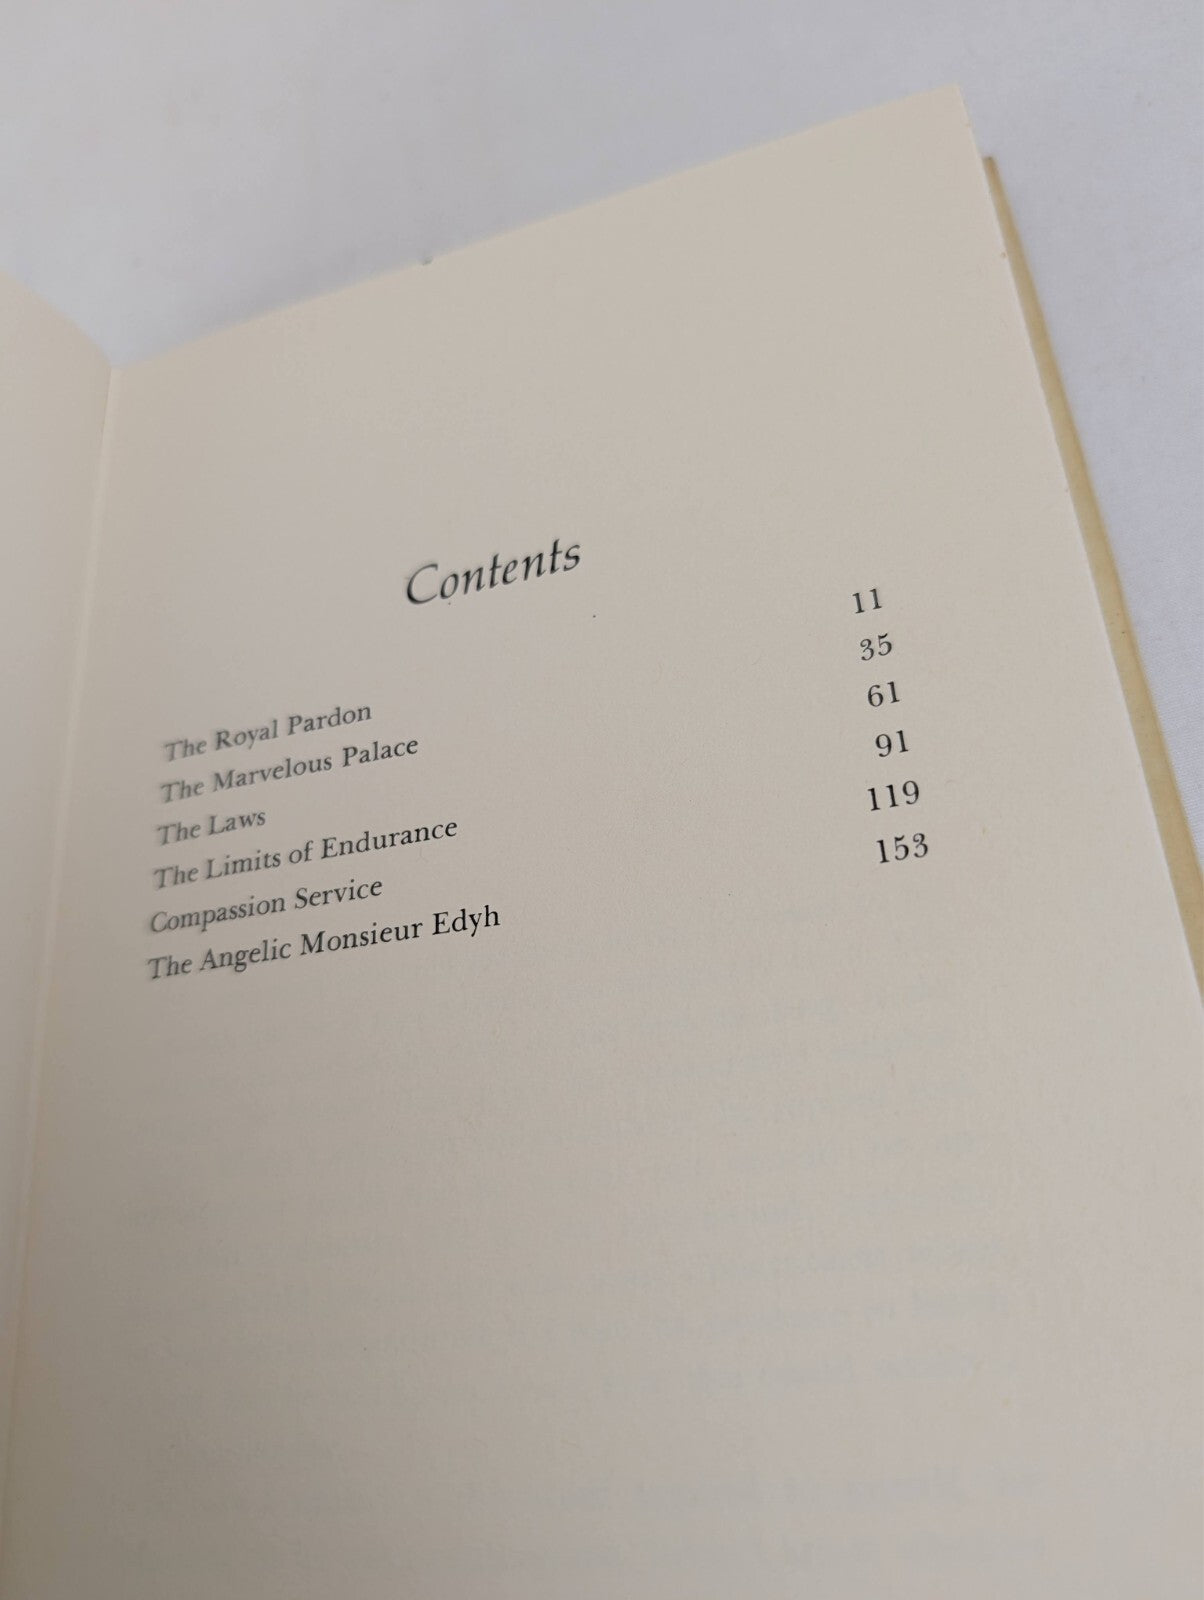 Contents
The Royal Pardon 11
The Marvelous Palace 35
The Laws 61
The Limits of Endurance 91
Compassion Service 119
The Angelic Monsieur Edyh 153